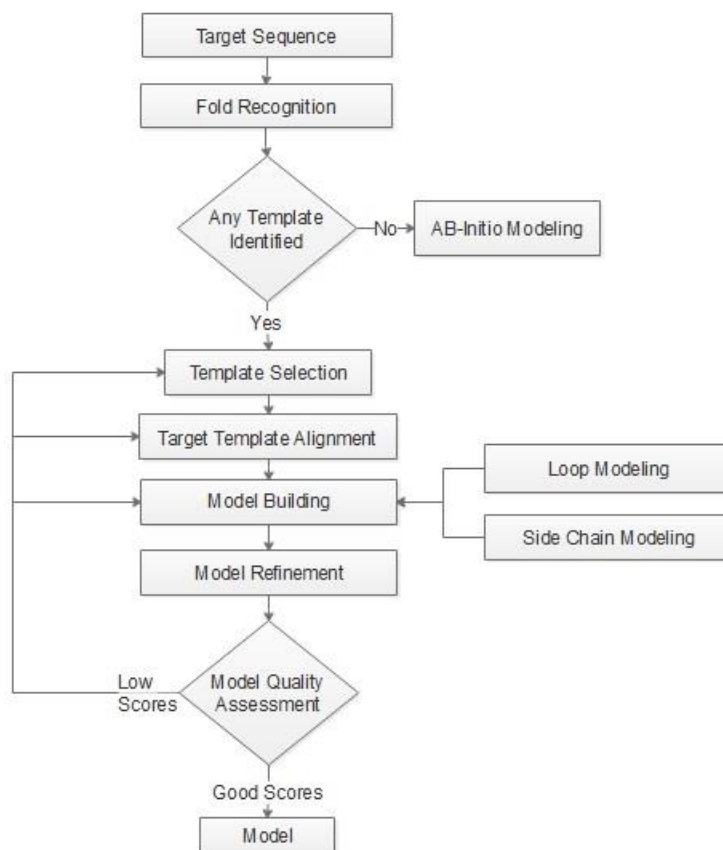 Target Sequence
Fold Recognition
Any Template
Identified
No
AB-Initio Modeling
Yes
Template Selection
Target Template Alignment
Loop Modeling
Model Building
Side Chain Modeling
Model Refinement
Low
Scores
Model Quality
Assessment
Good Scores
Model